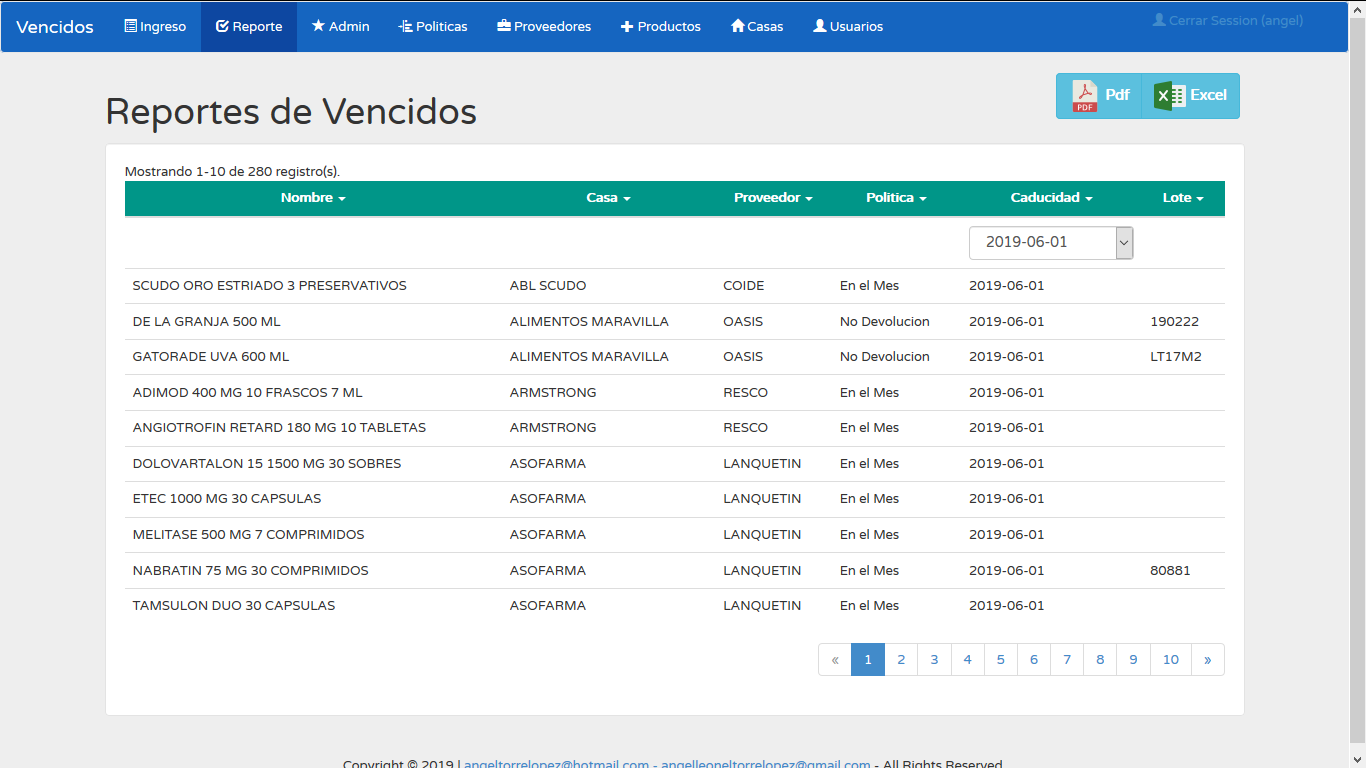 Vencidos Ingreso Reporte Admin Politicas Proveedores Productos Casas Usuarios Cerrar Session (angel)
Reportes de Vencidos
PDF Pdf Excel
Mostrando 1-10 de 280 registro(s).
Nombre Casa Proveedor Politica Caducidad Lote
2019-06-01
SCUDO ORO ESTRIADO 3 PRESERVATIVOS ABL SCUDO COIDE En el Mes 2019-06-01
DE LA GRANJA 500 ML ALIMENTOS MARAVILLA OASIS No Devolucion 2019-06-01 190222
GATORADE UVA 600 ML ALIMENTOS MARAVILLA OASIS No Devolucion 2019-06-01 LT17M2
ADIMOD 400 MG 10 FRASCOS 7 ML ARMSTRONG RESCO En el Mes 2019-06-01
ANGIOTROFIN RETARD 180 MG 10 TABLETAS ARMSTRONG RESCO En el Mes 2019-06-01
DOLOVARTALON 15 1500 MG 30 SOBRES ASOFARMA LANQUETIN En el Mes 2019-06-01
ETEC 1000 MG 30 CAPSULAS ASOFARMA LANQUETIN En el Mes 2019-06-01
MELITASE 500 MG 7 COMPRIMIDOS ASOFARMA LANQUETIN En el Mes 2019-06-01
NABRATIN 75 MG 30 COMPRIMIDOS ASOFARMA LANQUETIN En el Mes 2019-06-01 80881
TAMSULON DUO 30 CAPSULAS ASOFARMA LANQUETIN En el Mes 2019-06-01
« 1 2 3 4 5 6 7 8 9 10 »
Copyright © 2019 | angeltorrelopez@hotmail.com - angelleoneltorrelopez@gmail.com - All Rights Reserved